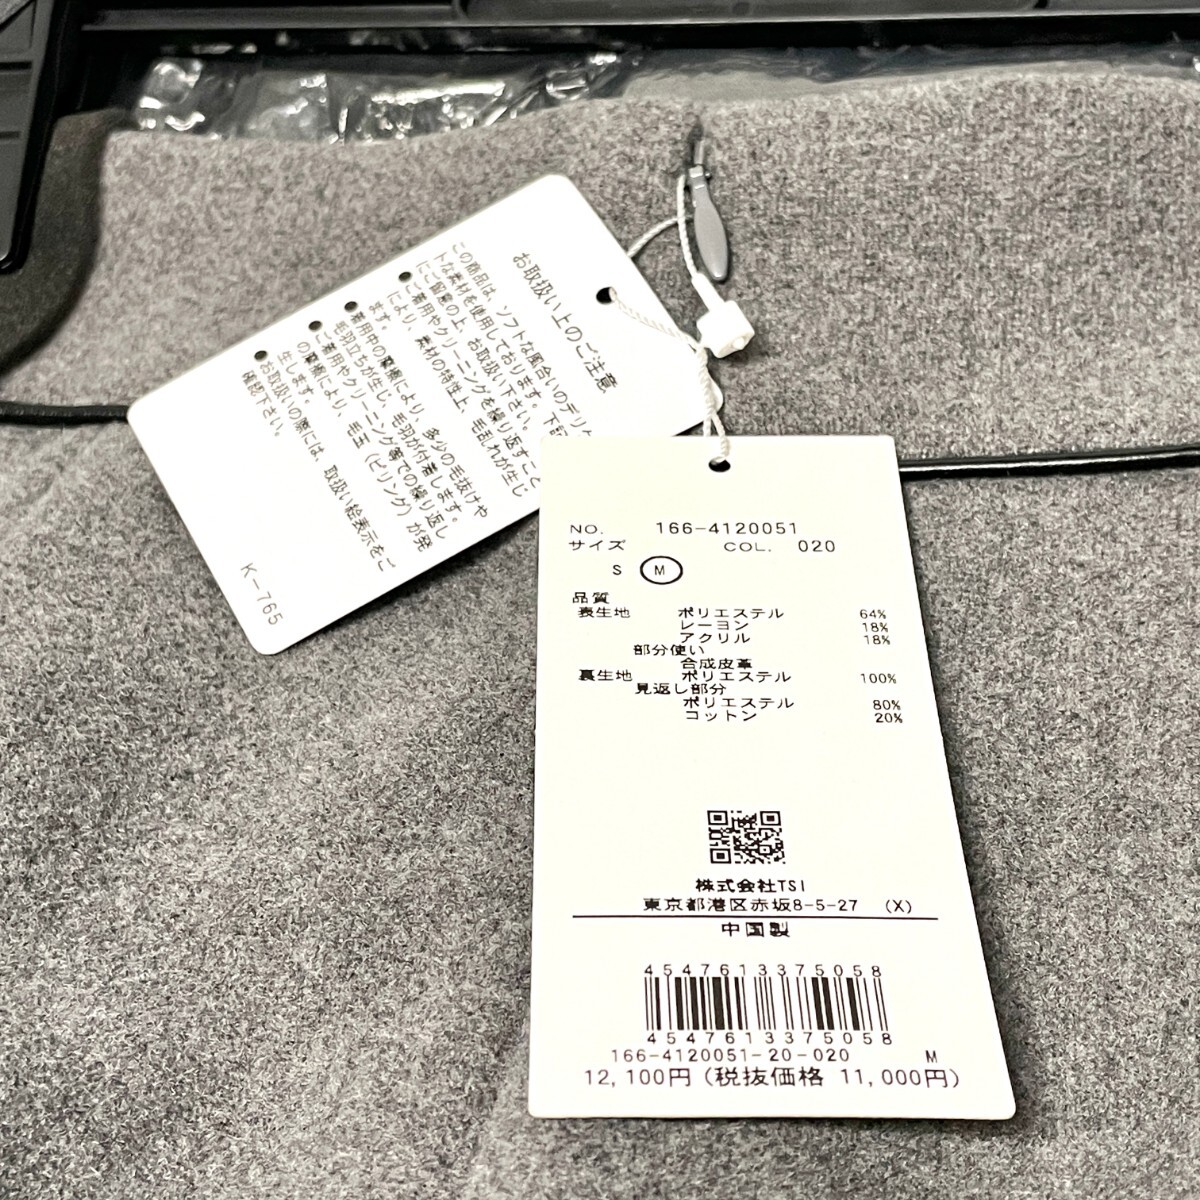 お取扱い上のご注意
この商品は、ソフトな風合いのデリ
トな素材を使用しております。下記
にご留意の上、お取扱い下さい。
●ご着用やクリーニングを繰り返すこと
により、素材の特性上、毛乱れが生じ
ます。
●着用中の摩擦により、多少の毛抜けや
毛羽立ちが生じ、毛羽が付着します。
●ご着用やクリーニング等での繰り返し
の摩擦により、毛玉（ピリング）が発
生します。
●お取扱いの際には、取扱い絵表示をご
確認下さい。
K-765
NO. 166-4120051
サイズ COL. 020
S M
品質
表生地 ポリエステル 64%
レーヨン 18%
アクリル 18%
部分使い
合成皮革
裏生地 ポリエステル 100%
見返し部分
ポリエステル 80%
コットン 20%
株式会社TSI
東京都港区赤坂8-5-27 (X)
中国製
4547613375058
4547613375058
166-4120051-20-020 M
12,100円（税抜価格 11,000円）